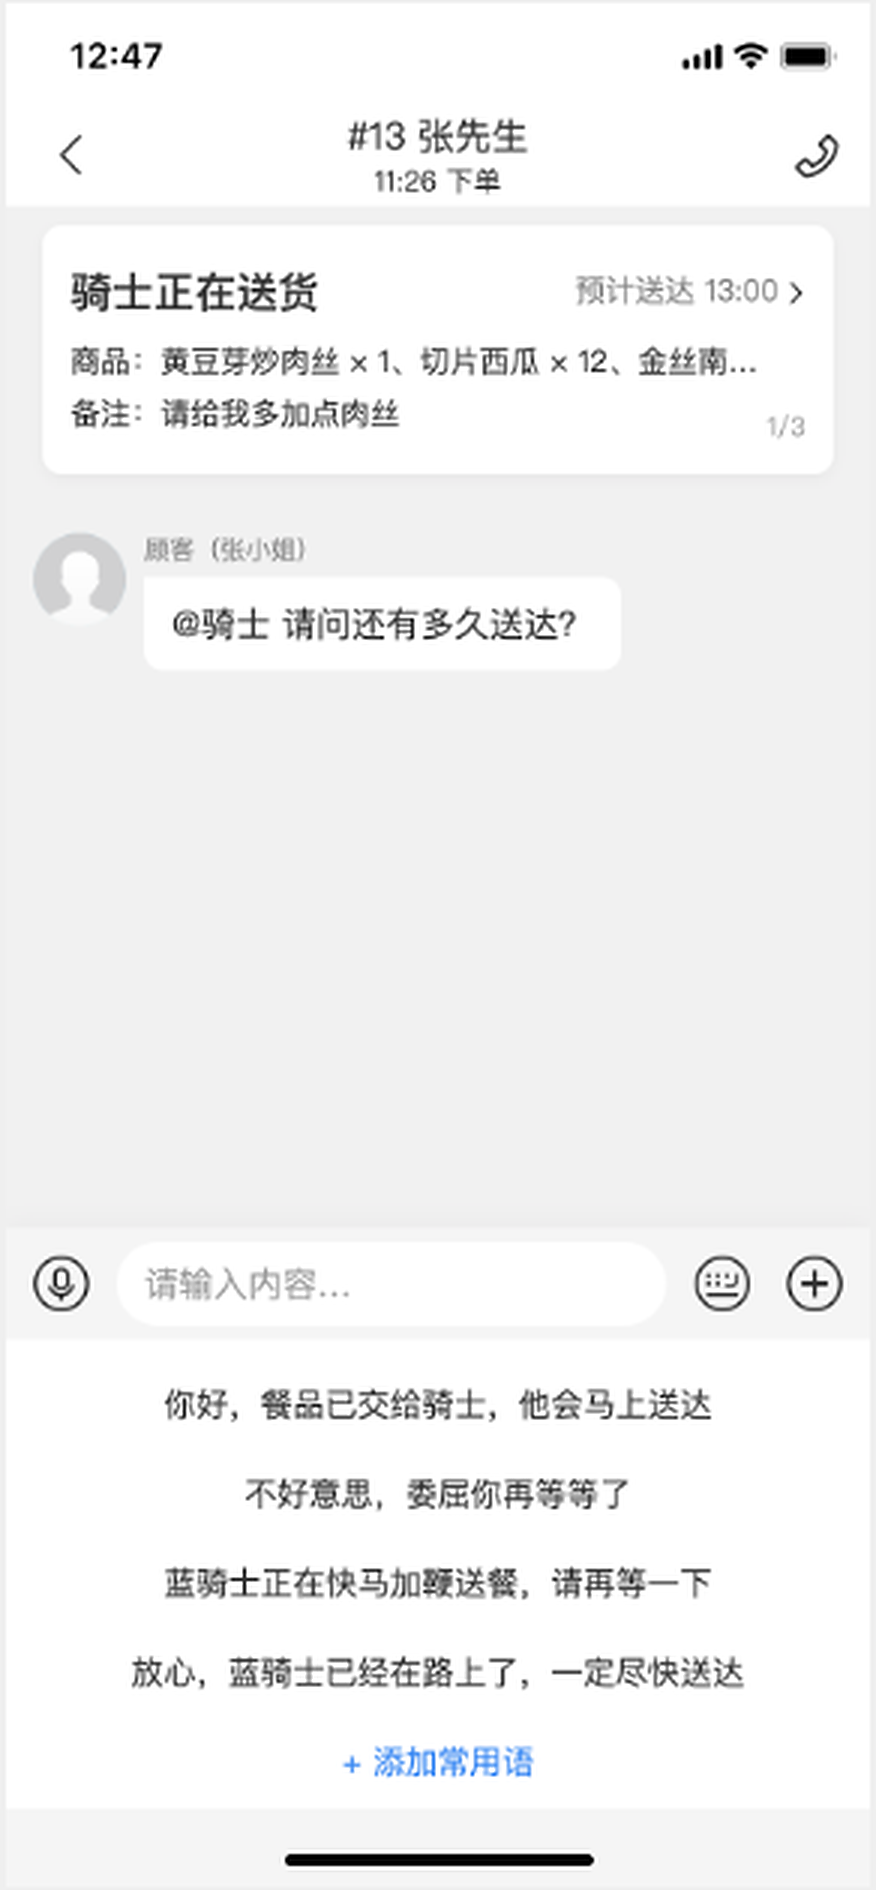 12:47
#13 张先生
11:26 下单
骑士正在送货
预计送达 13:00
商品：黄豆芽炒肉丝 × 1、切片西瓜 × 12、金丝南...
备注：请给我多加点肉丝
1/3
顾客（张小姐）
@骑士 请问还有多久送达?
请输入内容...
你好，餐品已交给骑士，他会马上送达
不好意思，委屈你再等等了
蓝骑士正在快马加鞭送餐，请再等一下
放心，蓝骑士已经在路上了，一定尽快送达
+ 添加常用语